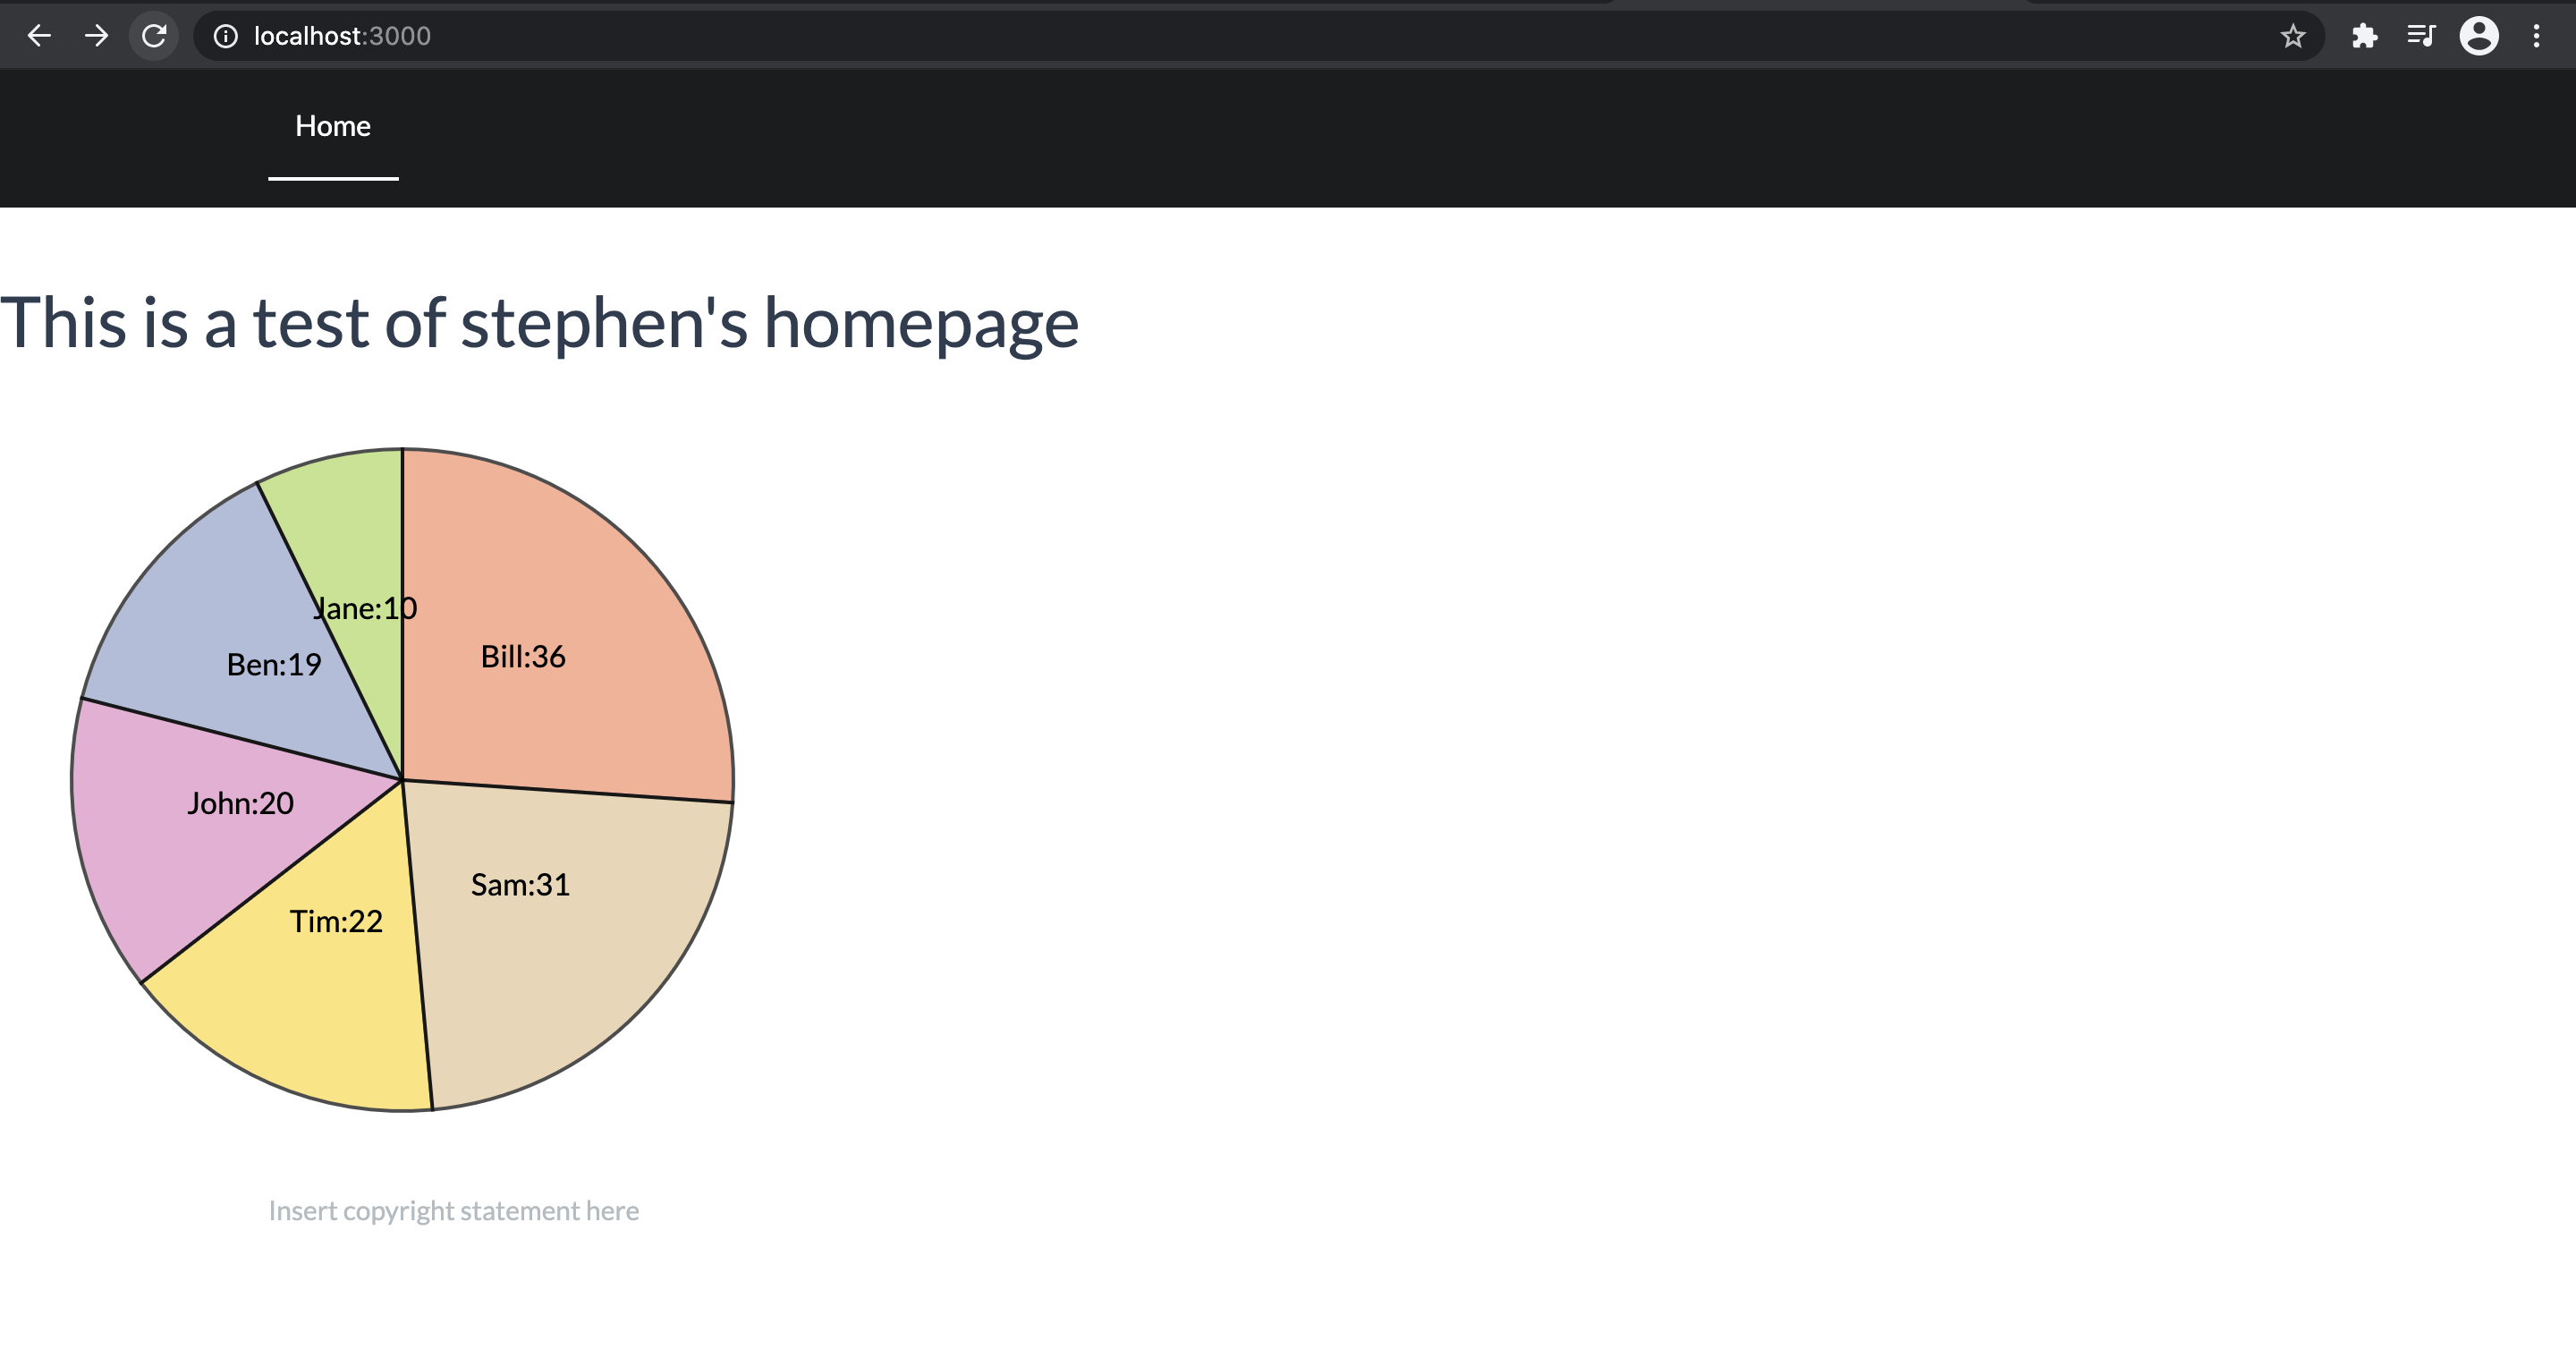 localhost:3000
Home
This is a test of stephen's homepage
Jane:10
Bill:36
Ben:19
John:20
Sam:31
Tim:22
Insert copyright statement here